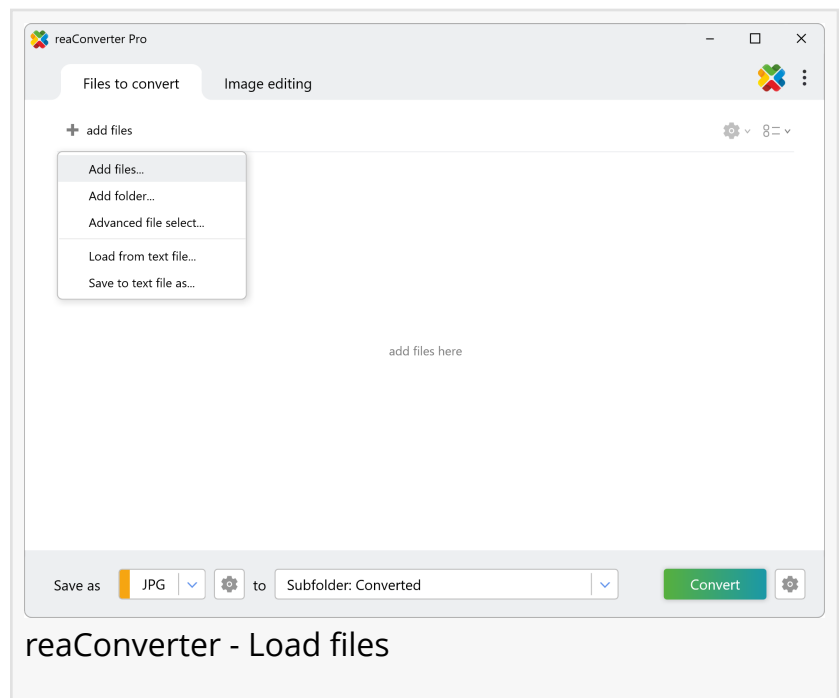 reaConverter Pro
Files to convert Image editing
add files
Add files...
Add folder...
Advanced file select...
Load from text file...
Save to text file as...
add files here
Save as JPG to Subfolder: Converted Convert
reaConverter - Load files